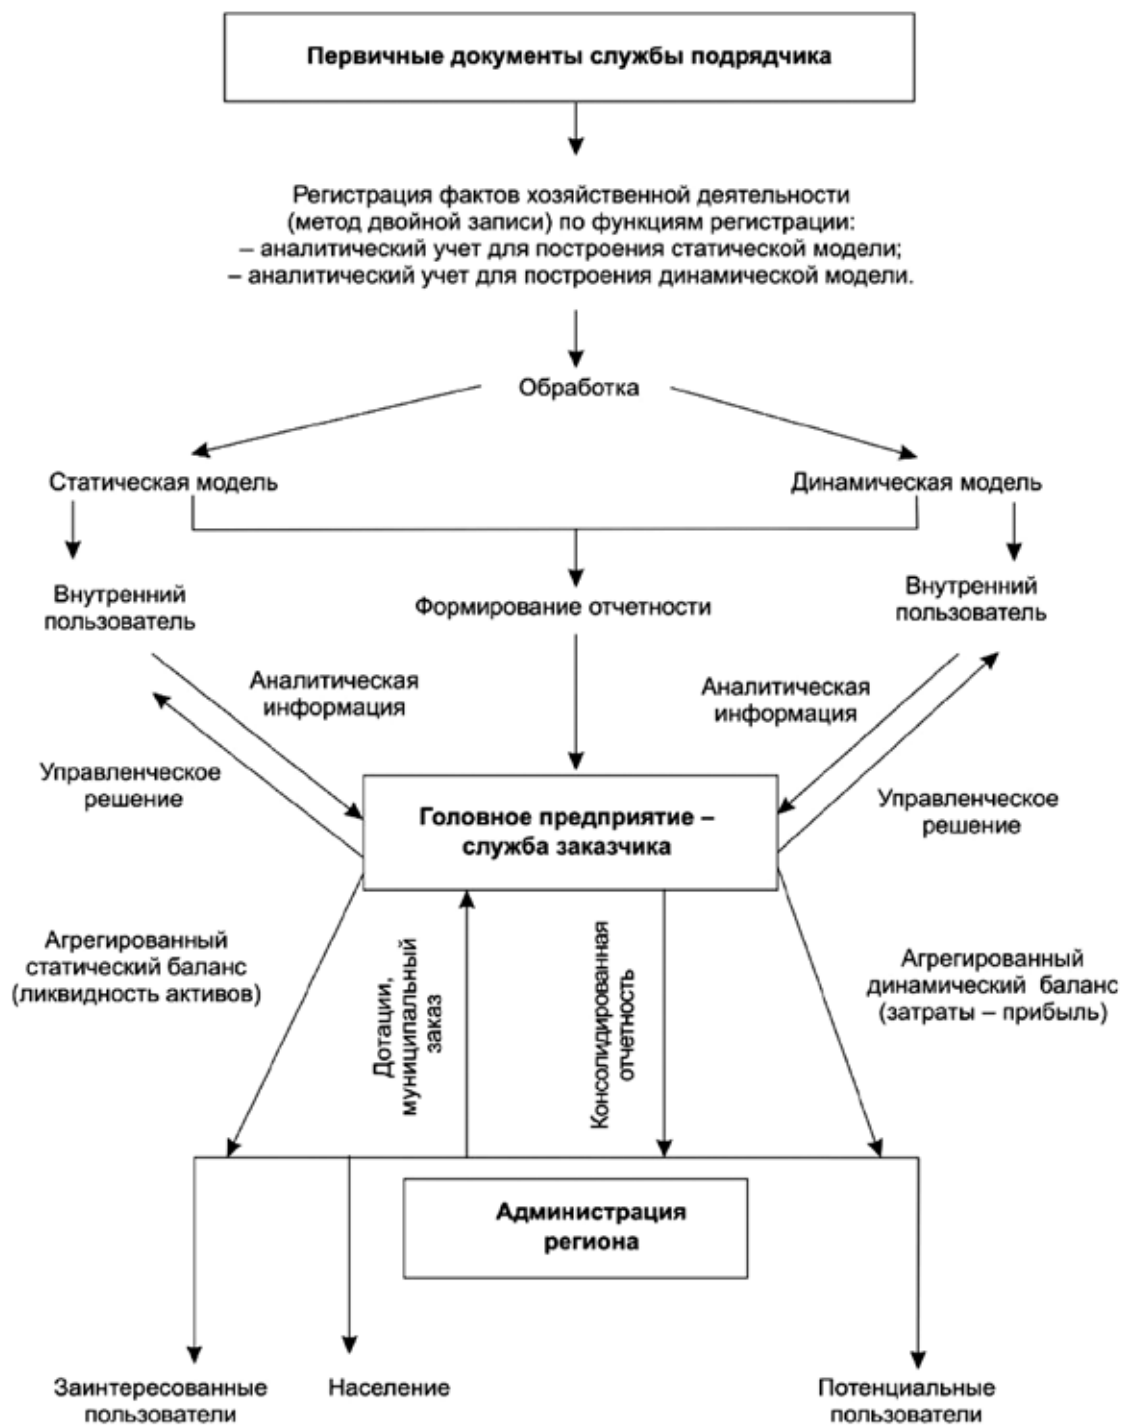 Первичные документы службы подрядчика
Регистрация фактов хозяйственной деятельности
(метод двойной записи) по функциям регистрации:
– аналитический учет для построения статической модели;
– аналитический учет для построения динамической модели.
Обработка
Статическая модель
Динамическая модель
Внутренний
пользователь
Формирование отчетности
Внутренний
пользователь
Аналитическая
информация
Аналитическая
информация
Управленческое
решение
Управленческое
решение
Головное предприятие –
служба заказчика
Агрегированный
статический баланс
(ликвидность активов)
Дотации,
муниципальный
заказ
Консолидированная
отчетность
Агрегированный
динамический баланс
(затраты – прибыль)
Администрация
региона
Заинтересованные
пользователи
Население
Потенциальные
пользователи